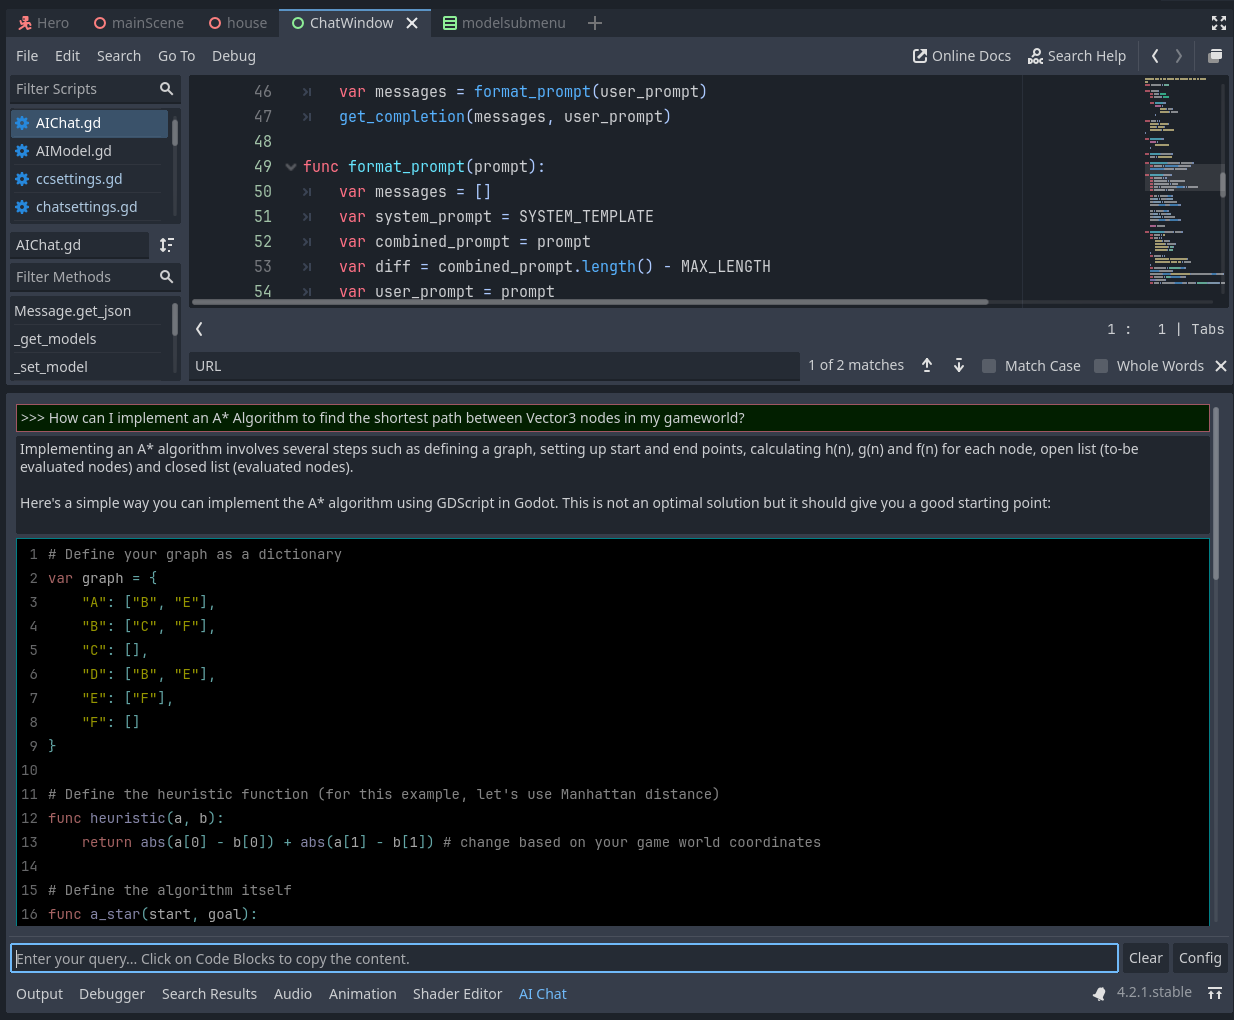 Hero mainScene house ChatWindow modelsubmenu
File Edit Search Go To Debug Online Docs Search Help
Filter Scripts
AIChat.gd
AIModel.gd
ccsettings.gd
chatsettings.gd
AIChat.gd
Filter Methods
Message.get_json
_get_models
_set_model
46 var messages = format_prompt(user_prompt)
47 get_completion(messages, user_prompt)
48
49 func format_prompt(prompt):
50 var messages = []
51 var system_prompt = SYSTEM_TEMPLATE
52 var combined_prompt = prompt
53 var diff = combined_prompt.length() - MAX_LENGTH
54 var user_prompt = prompt
1 : 1 | Tabs
URL 1 of 2 matches Match Case Whole Words
>>> How can I implement an A* Algorithm to find the shortest path between Vector3 nodes in my gameworld?
Implementing an A* algorithm involves several steps such as defining a graph, setting up start and end points, calculating h(n), g(n) and f(n) for each node, open list (to-be
evaluated nodes) and closed list (evaluated nodes).
Here's a simple way you can implement the A* algorithm using GDScript in Godot. This is not an optimal solution but it should give you a good starting point:
1 # Define your graph as a dictionary
2 var graph = {
3 "A": ["B", "E"],
4 "B": ["C", "F"],
5 "C": [],
6 "D": ["B", "E"],
7 "E": ["F"],
8 "F": []
9 }
10
11 # Define the heuristic function (for this example, let's use Manhattan distance)
12 func heuristic(a, b):
13 return abs(a[0] - b[0]) + abs(a[1] - b[1]) # change based on your game world coordinates
14
15 # Define the algorithm itself
16 func a_star(start, goal):
Enter your query... Click on Code Blocks to copy the content. Clear Config
Output Debugger Search Results Audio Animation Shader Editor AI Chat 4.2.1.stable